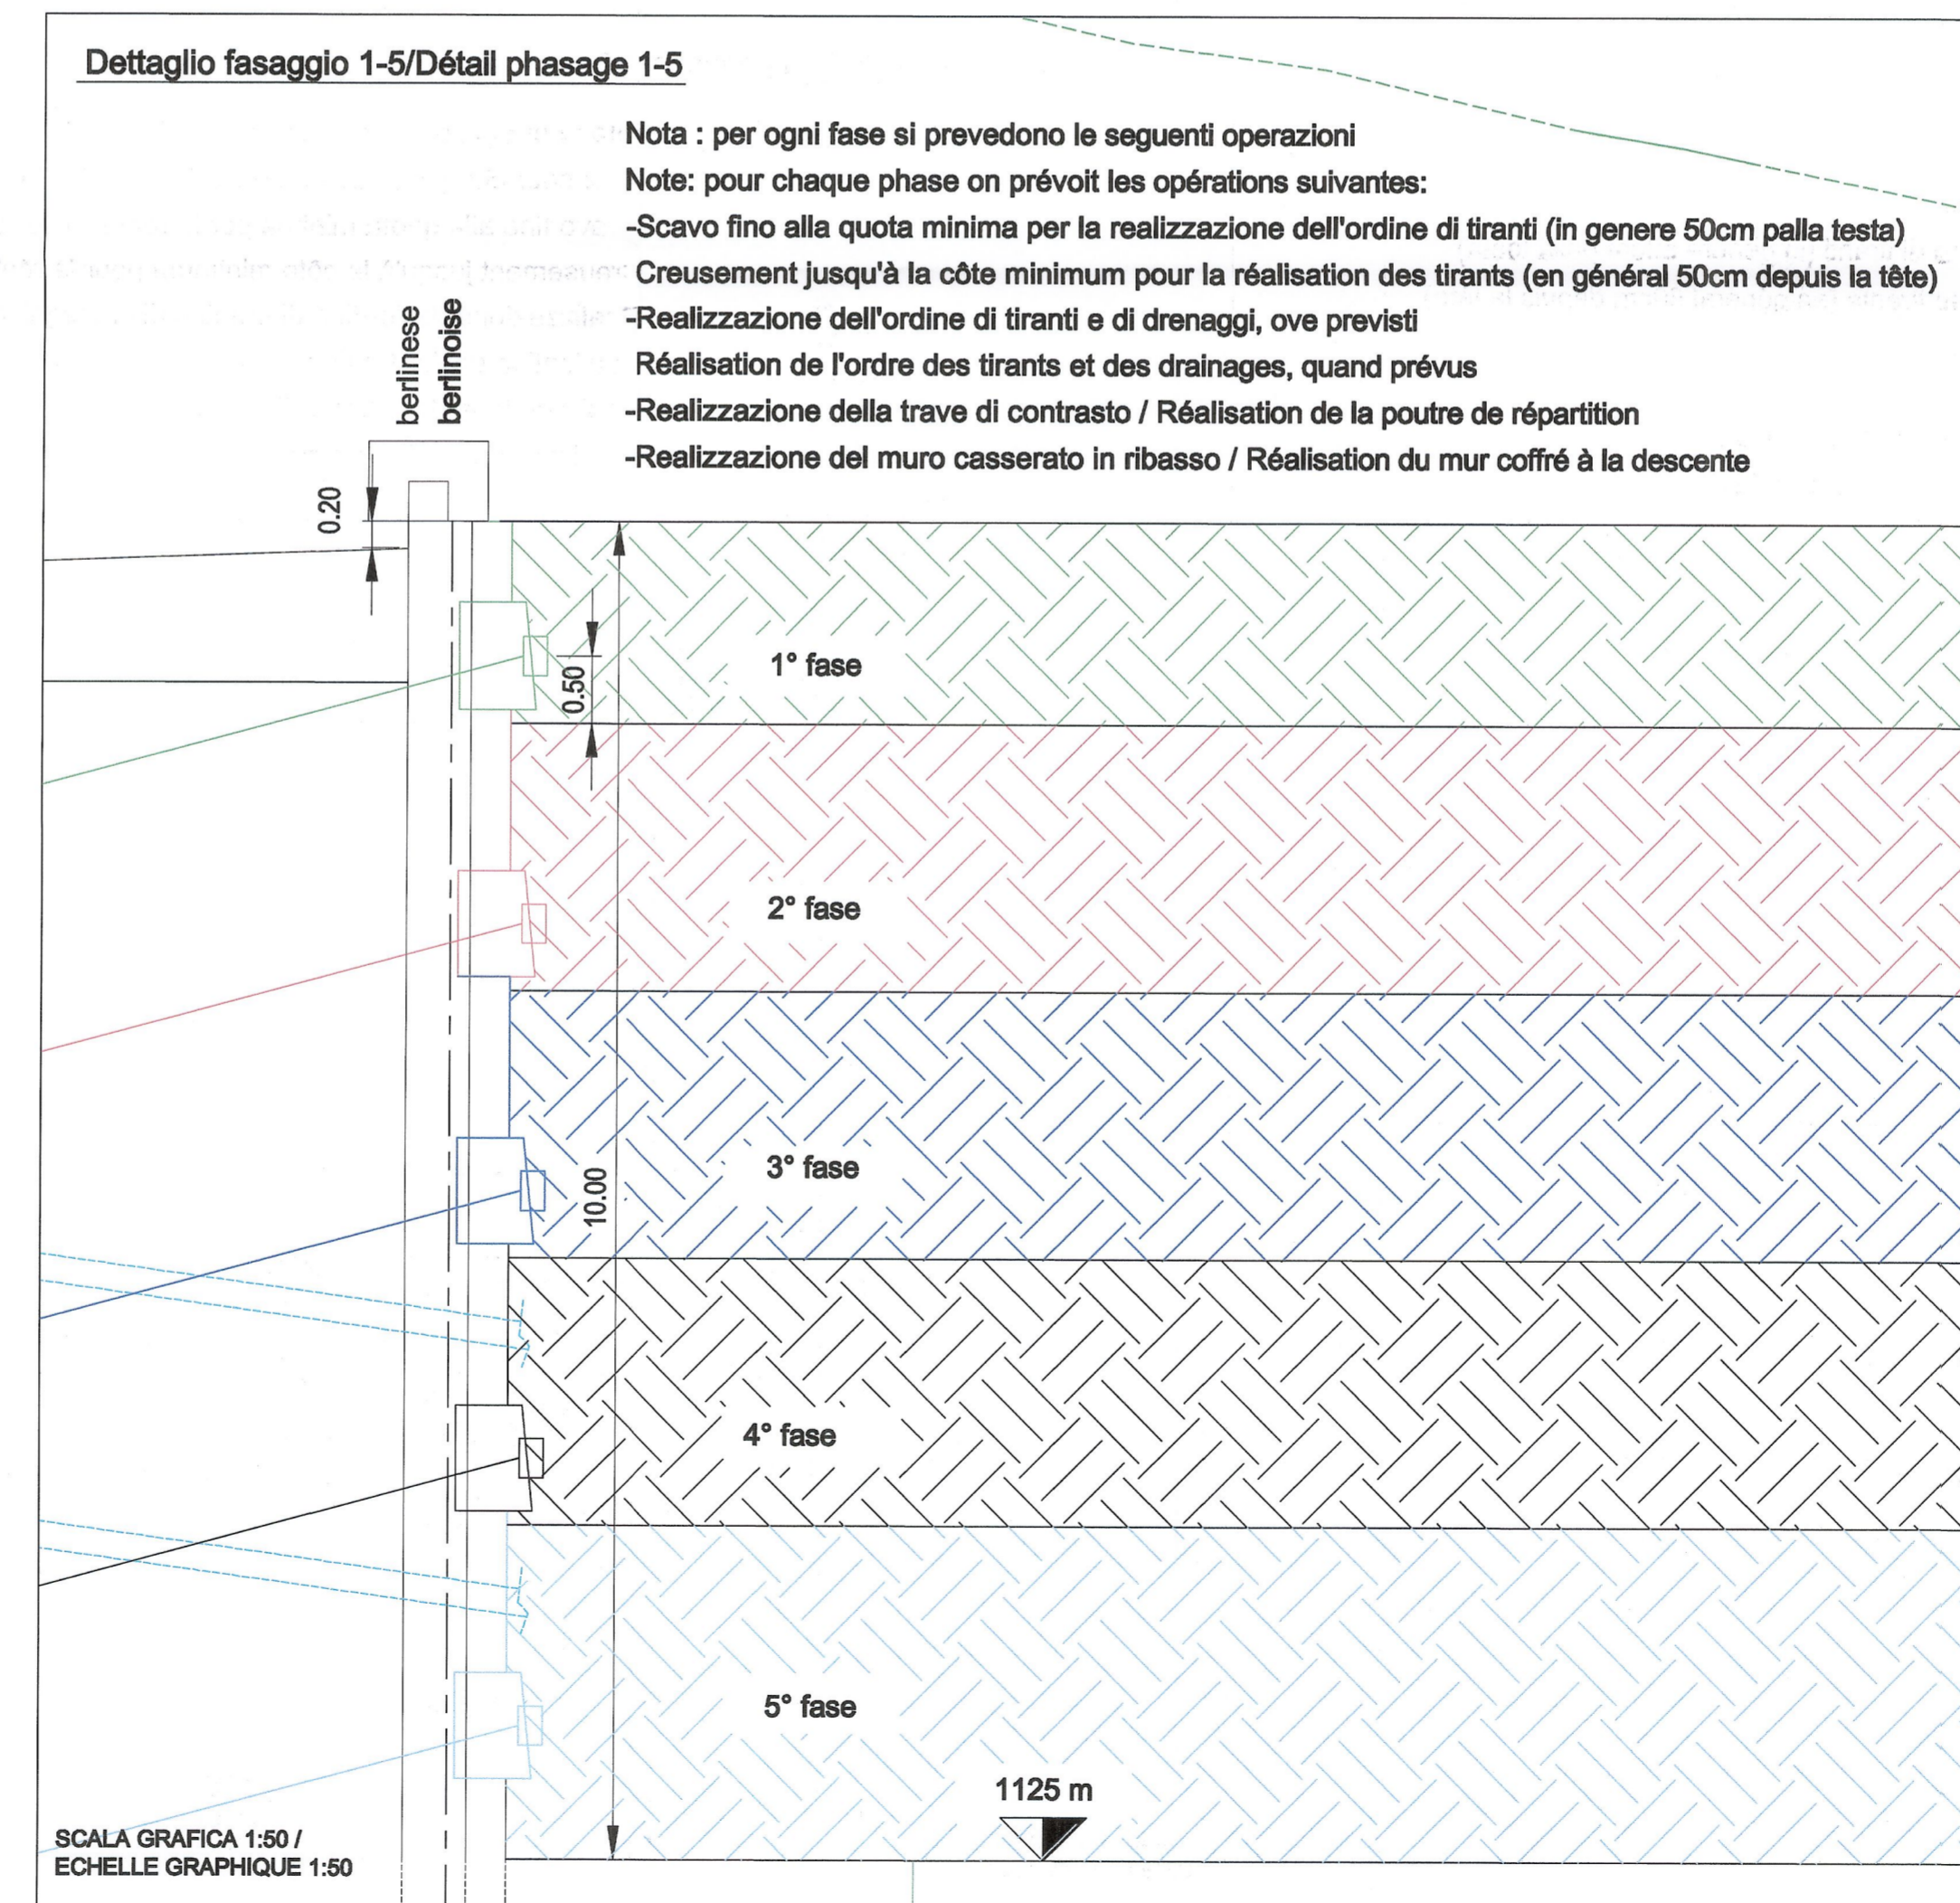 Dettaglio fasaggio 1-5/Détail phasage 1-5
Nota : per ogni fase si prevedono le seguenti operazioni
Note: pour chaque phase on prévoit les opérations suivantes:
-Scavo fino alla quota minima per la realizzazione dell'ordine di tiranti (in genere 50cm palla testa)
Creusement jusqu'à la côte minimum pour la réalisation des tirants (en général 50cm depuis la tête)
-Realizzazione dell'ordine di tiranti e di drenaggi, ove previsti
Réalisation de l'ordre des tirants et des drainages, quand prévus
-Realizzazione della trave di contrasto / Réalisation de la poutre de répartition
-Realizzazione del muro casserato in ribasso / Réalisation du mur coffré à la descente
berlinese
berlinoise
0.20
0.50
1° fase
2° fase
3° fase
10.00
4° fase
5° fase
1125 m
SCALA GRAFICA 1:50 /
ECHELLE GRAPHIQUE 1:50